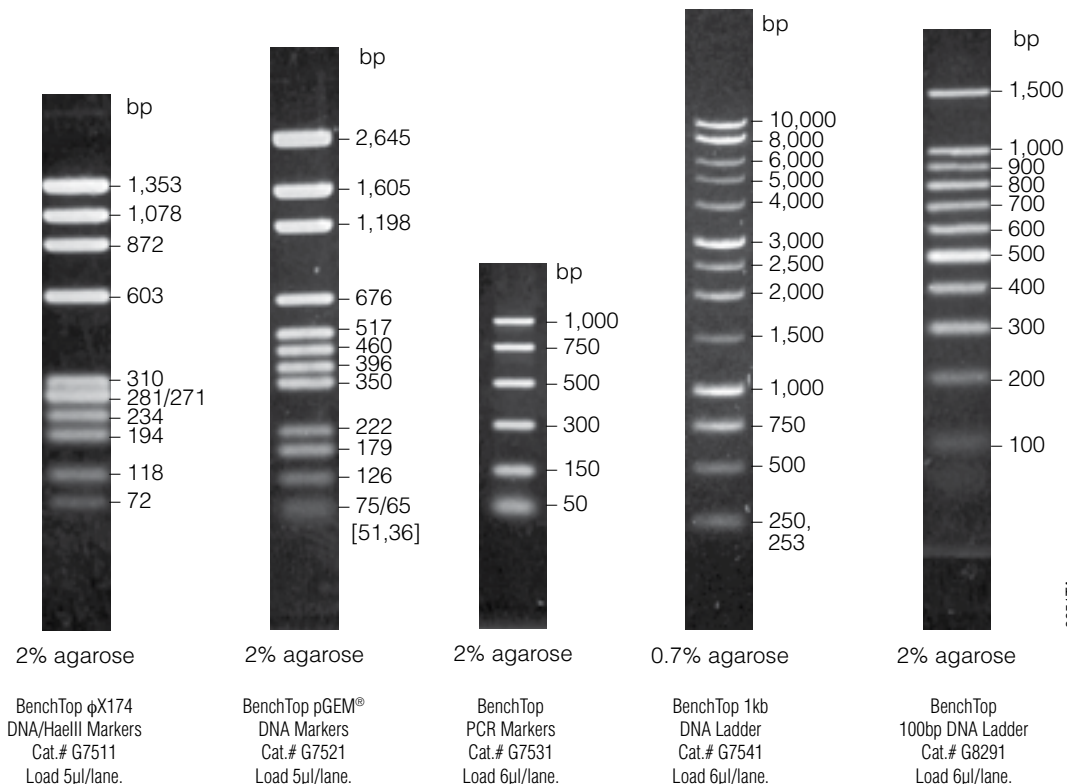 bp
1,353
1,078
872
603
310
281/271
234
194
118
72
2% agarose
BenchTop ϕX174
DNA/HaeIII Markers
Cat.# G7511
Load 5µl/lane.
bp
2,645
1,605
1,198
676
517
460
396
350
222
179
126
75/65
[51,36]
2% agarose
BenchTop pGEM®
DNA Markers
Cat.# G7521
Load 5µl/lane.
bp
1,000
750
500
300
150
50
2% agarose
BenchTop
PCR Markers
Cat.# G7531
Load 6µl/lane.
bp
10,000
8,000
6,000
5,000
4,000
3,000
2,500
2,000
1,500
1,000
750
500
250,
253
0.7% agarose
BenchTop 1kb
DNA Ladder
Cat.# G7541
Load 6µl/lane.
bp
1,500
1,000
900
800
700
600
500
400
300
200
100
2% agarose
BenchTop
100bp DNA Ladder
Cat.# G8291
Load 6µl/lane.